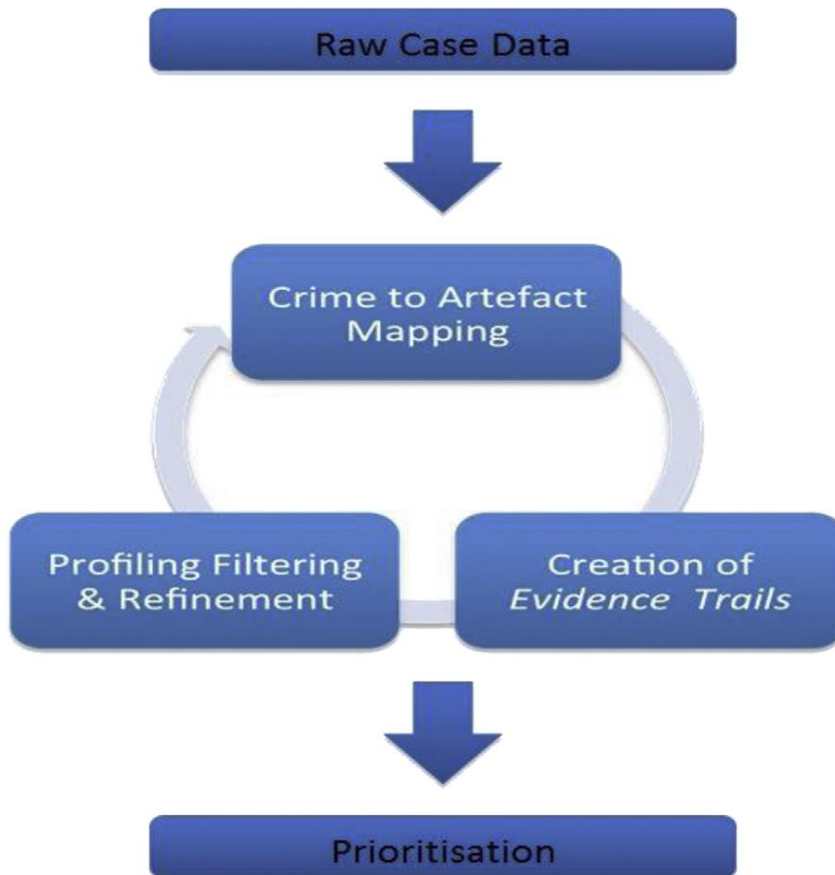 Raw Case Data
Crime to Artefact
Mapping
Profiling Filtering
& Refinement
Creation of
Evidence Trails
Prioritisation